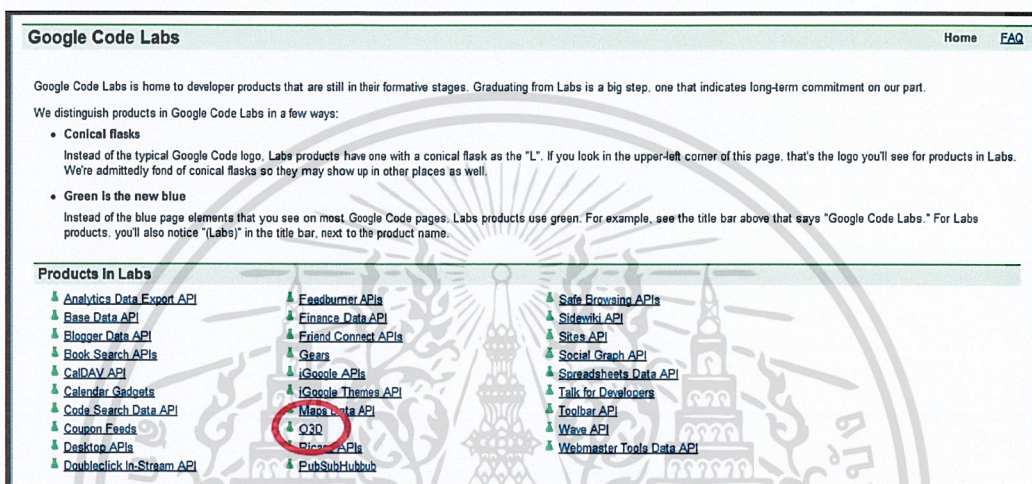 Google Code Labs
Home FAQ
Google Code Labs is home to developer products that are still in their formative stages. Graduating from Labs is a big step, one that indicates long-term commitment on our part.
We distinguish products in Google Code Labs in a few ways:
• Conical flasks
Instead of the typical Google Code logo, Labs products have one with a conical flask as the "L". If you look in the upper-left corner of this page, that's the logo you'll see for products in Labs.
We're admittedly fond of conical flasks so they may show up in other places as well.
• Green is the new blue
Instead of the blue page elements that you see on most Google Code pages, Labs products use green. For example, see the title bar above that says "Google Code Labs." For Labs
products, you'll also notice "(Labs)" in the title bar, next to the product name.
Products in Labs
Analytics Data Export API
Base Data API
Blogger Data API
Book Search APIs
CalDAV API
Calendar Gadgets
Code Search Data API
Coupon Feeds
Desktop APIs
Doubleclick In-Stream API
Feedburner APIs
Finance Data API
Friend Connect APIs
Gears
iGoogle APIs
iGoogle Themes API
Maps Data API
O3D
Picasa APIs
PubSubHubbub
Safe Browsing APIs
Sidewiki API
Sites API
Social Graph API
Spreadsheets Data API
Talk for Developers
Toolbar API
Wave API
Webmaster Tools Data API